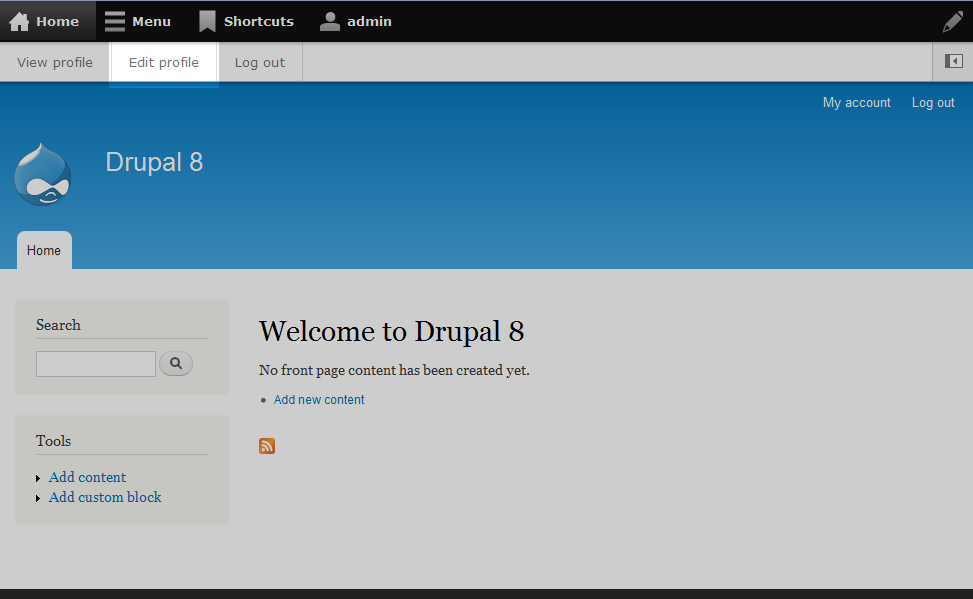 Home Menu Shortcuts admin
View profile Edit profile Log out
My account Log out
Drupal 8
Home
Search
Tools
Add content
Add custom block
Welcome to Drupal 8
No front page content has been created yet.
Add new content